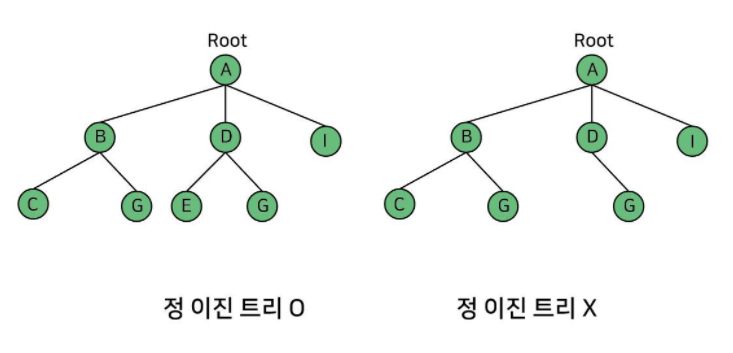 Root Root
A A
B D I B D I
C G E G C G G
정 이진 트리 O 정 이진 트리 X